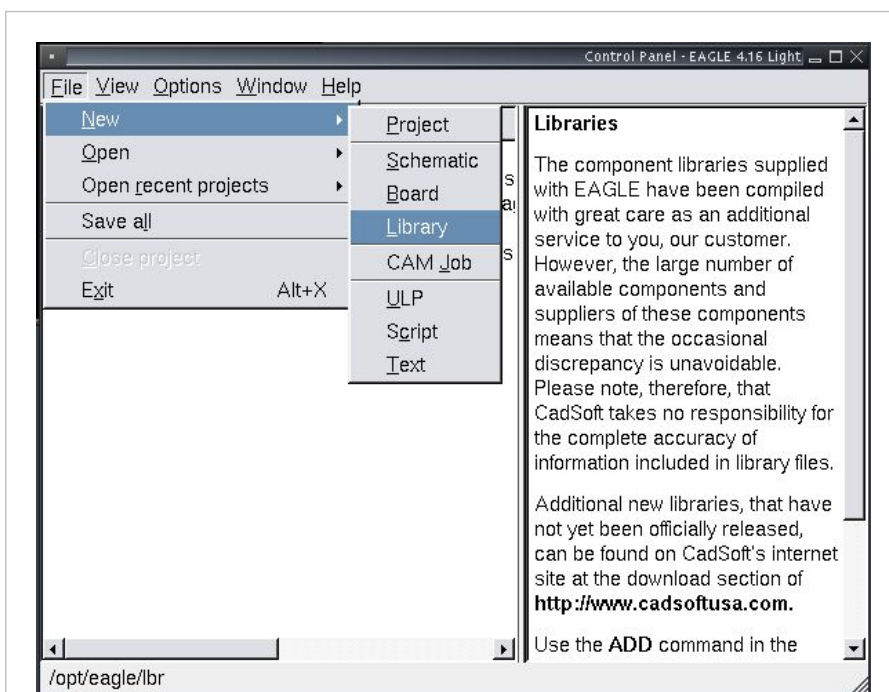 Control Panel - EAGLE 4.16 Light
File View Options Window Help
New
Open
Open recent projects
Save all
Close project
Exit Alt+X
Project
Schematic
Board
Library
CAM Job
ULP
Script
Text
Libraries
The component libraries supplied
with EAGLE have been compiled
with great care as an additional
service to you, our customer.
However, the large number of
available components and
suppliers of these components
means that the occasional
discrepancy is unavoidable.
Please note, therefore, that
CadSoft takes no responsibility for
the complete accuracy of
information included in library files.
Additional new libraries, that have
not yet been officially released,
can be found on CadSoft's internet
site at the download section of
http://www.cadsoftusa.com.
Use the ADD command in the
/opt/eagle/lbr